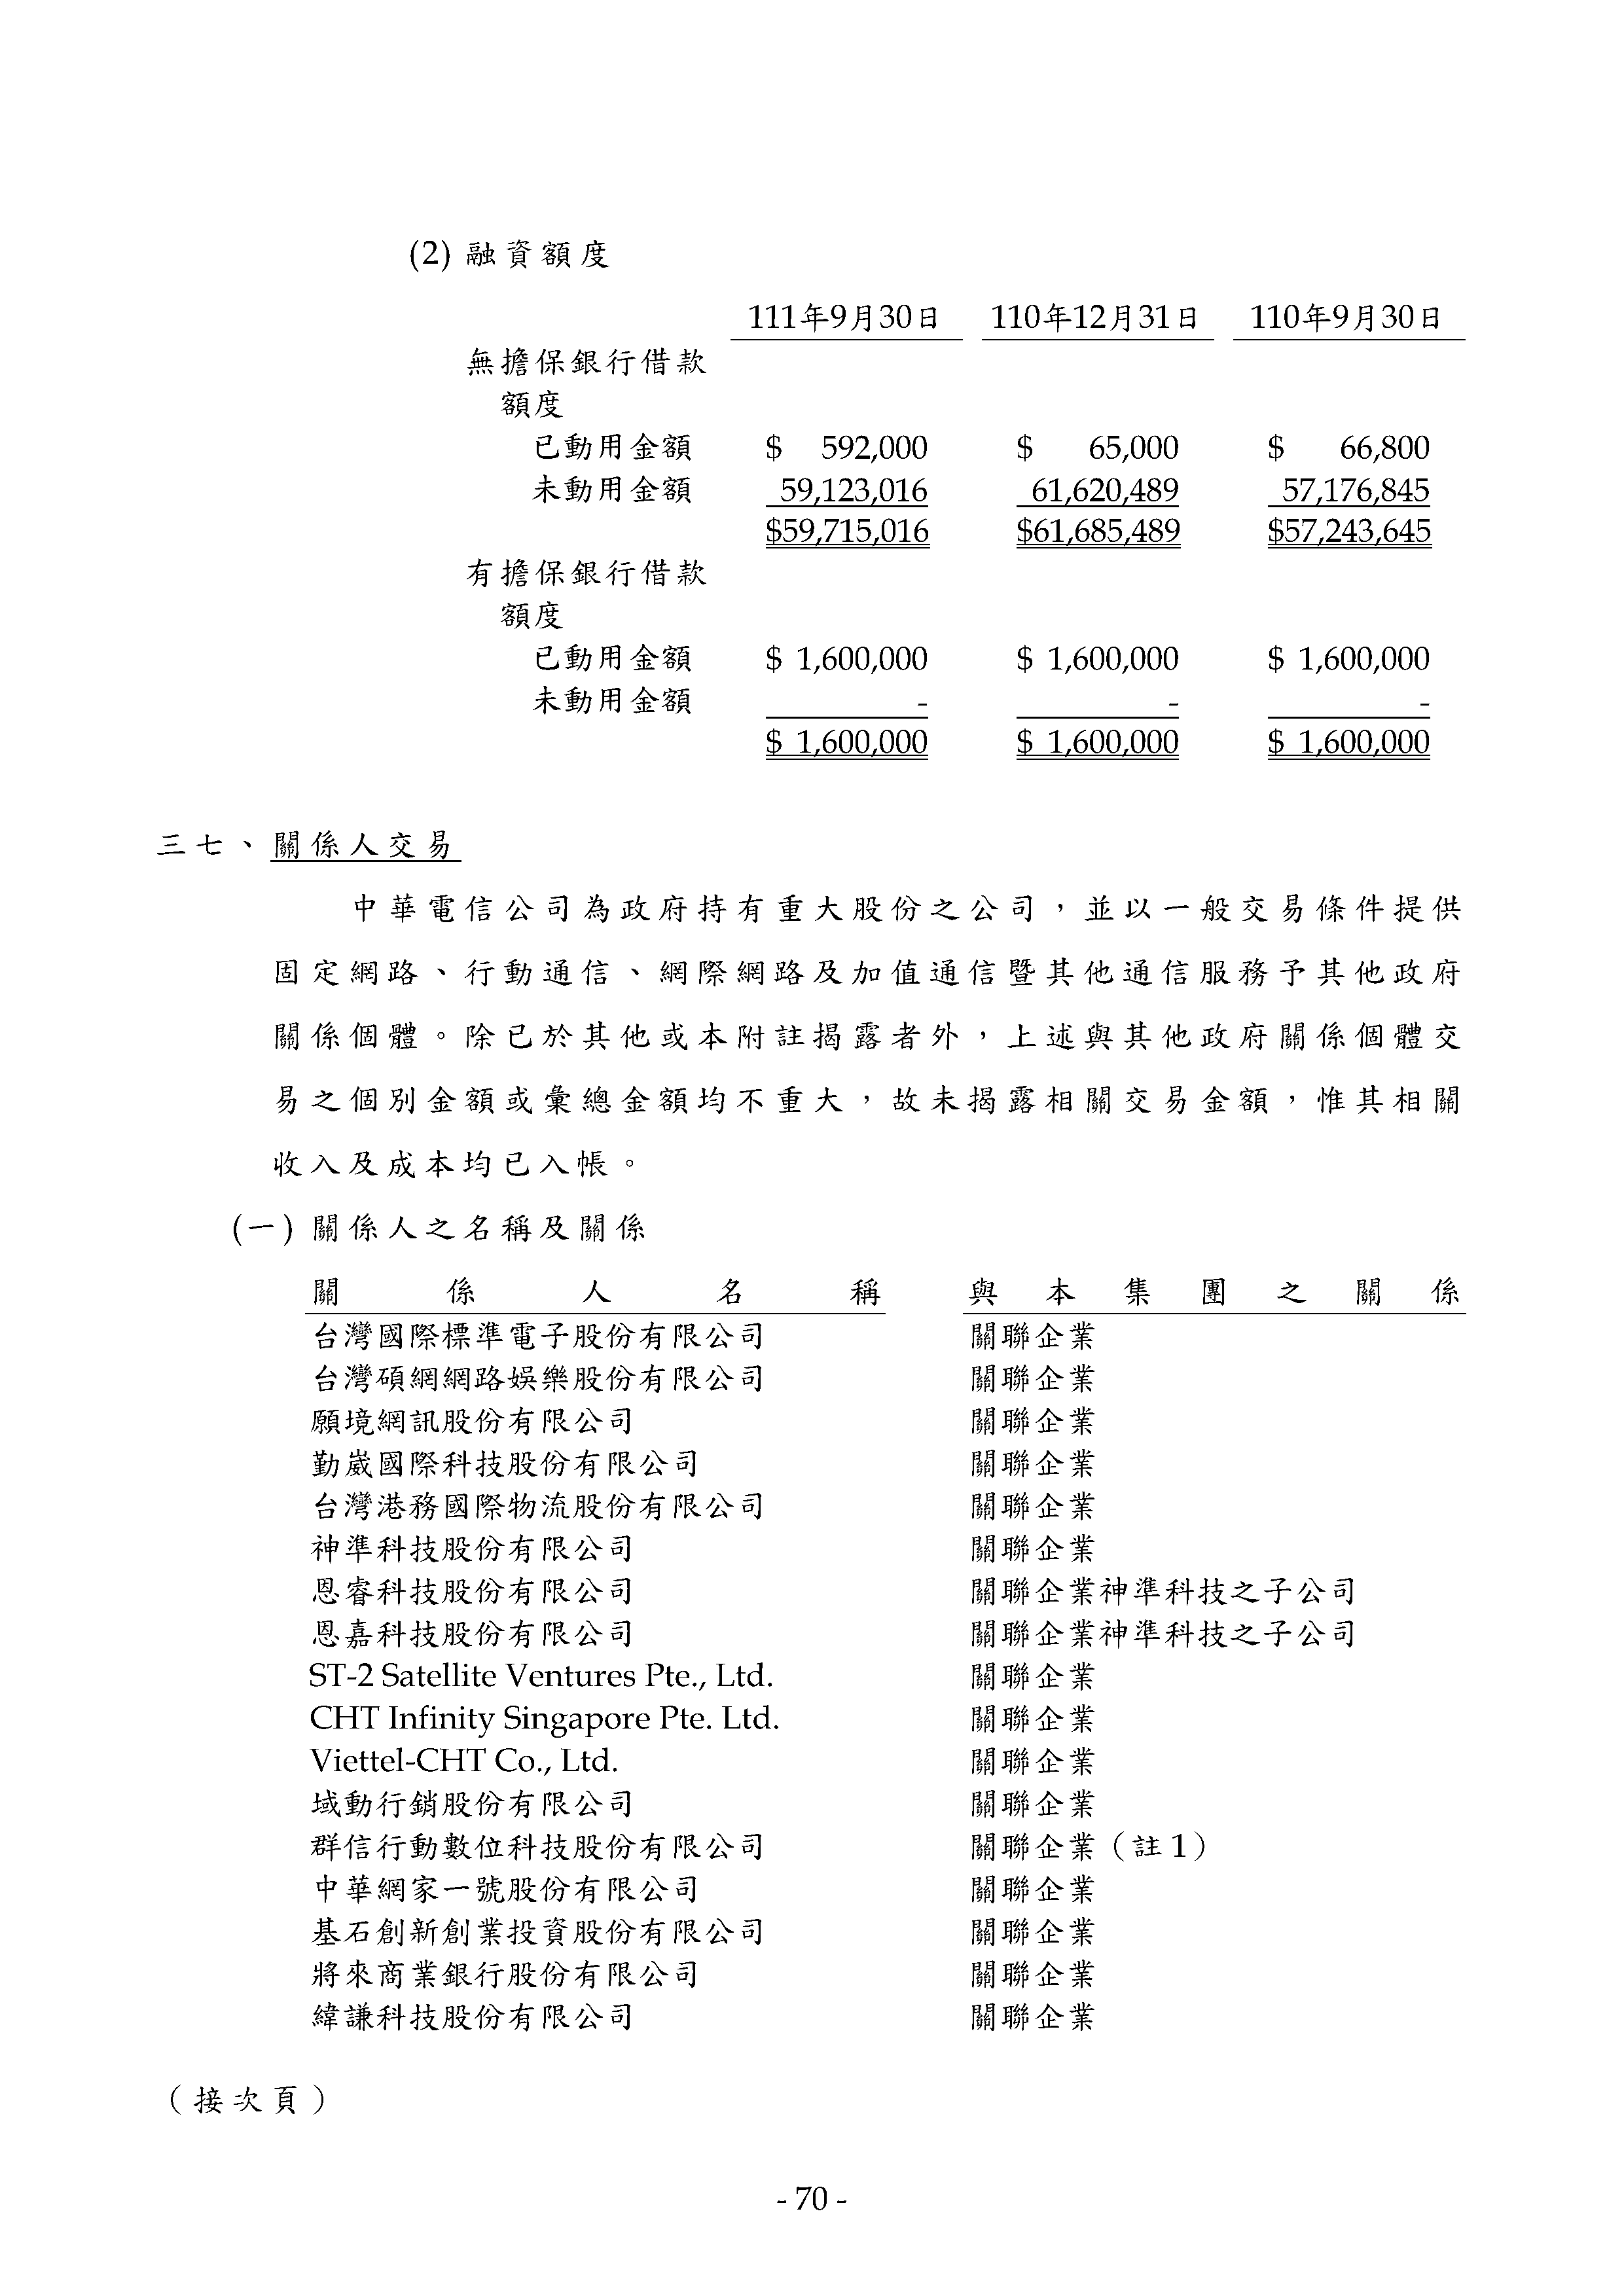 (2) 融資額度
111年9月30日 110年12月31日 110年9月30日
無擔保銀行借款
額度
已動用金額 $ 592,000 $ 65,000 $ 66,800
未動用金額 59,123,016 61,620,489 57,176,845
$59,715,016 $61,685,489 $57,243,645
有擔保銀行借款
額度
已動用金額 $ 1,600,000 $ 1,600,000 $ 1,600,000
未動用金額 - - -
$ 1,600,000 $ 1,600,000 $ 1,600,000
三七、關係人交易
中華電信公司為政府持有重大股份之公司，並以一般交易條件提供
固定網路、行動通信、網際網路及加值通信暨其他通信服務予其他政府
關係個體。除已於其他或本附註揭露者外，上述與其他政府關係個體交
易之個別金額或彙總金額均不重大，故未揭露相關交易金額，惟其相關
收入及成本均已入帳。
(一) 關係人之名稱及關係
關係人名稱 與本集團之關係
台灣國際標準電子股份有限公司 關聯企業
台灣碩網網路娛樂股份有限公司 關聯企業
願境網訊股份有限公司 關聯企業
勤崴國際科技股份有限公司 關聯企業
台灣港務國際物流股份有限公司 關聯企業
神準科技股份有限公司 關聯企業
恩睿科技股份有限公司 關聯企業神準科技之子公司
恩嘉科技股份有限公司 關聯企業神準科技之子公司
ST-2 Satellite Ventures Pte., Ltd. 關聯企業
CHT Infinity Singapore Pte. Ltd. 關聯企業
Viettel-CHT Co., Ltd. 關聯企業
域動行銷股份有限公司 關聯企業
群信行動數位科技股份有限公司 關聯企業（註1）
中華網家一號股份有限公司 關聯企業
基石創新創業投資股份有限公司 關聯企業
將來商業銀行股份有限公司 關聯企業
緯謙科技股份有限公司 關聯企業
（接次頁）
- 70 -